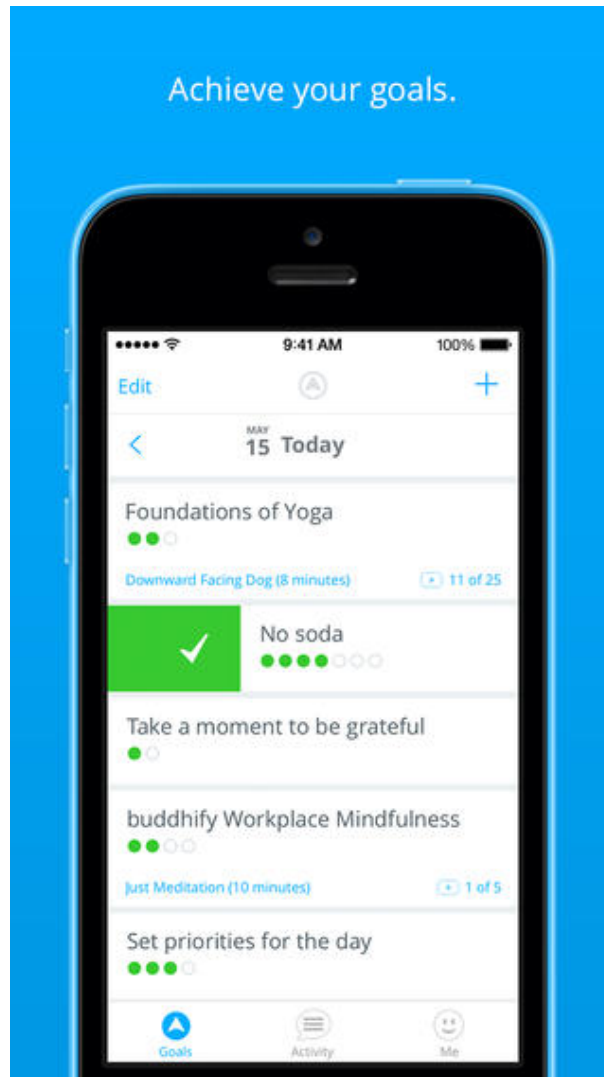 Achieve your goals.
9:41 AM 100%
Edit
MAY
15 Today
Foundations of Yoga
Downward Facing Dog (8 minutes) 11 of 25
No soda
Take a moment to be grateful
buddhify Workplace Mindfulness
Just Meditation (10 minutes) 1 of 5
Set priorities for the day
Goals Activity Me